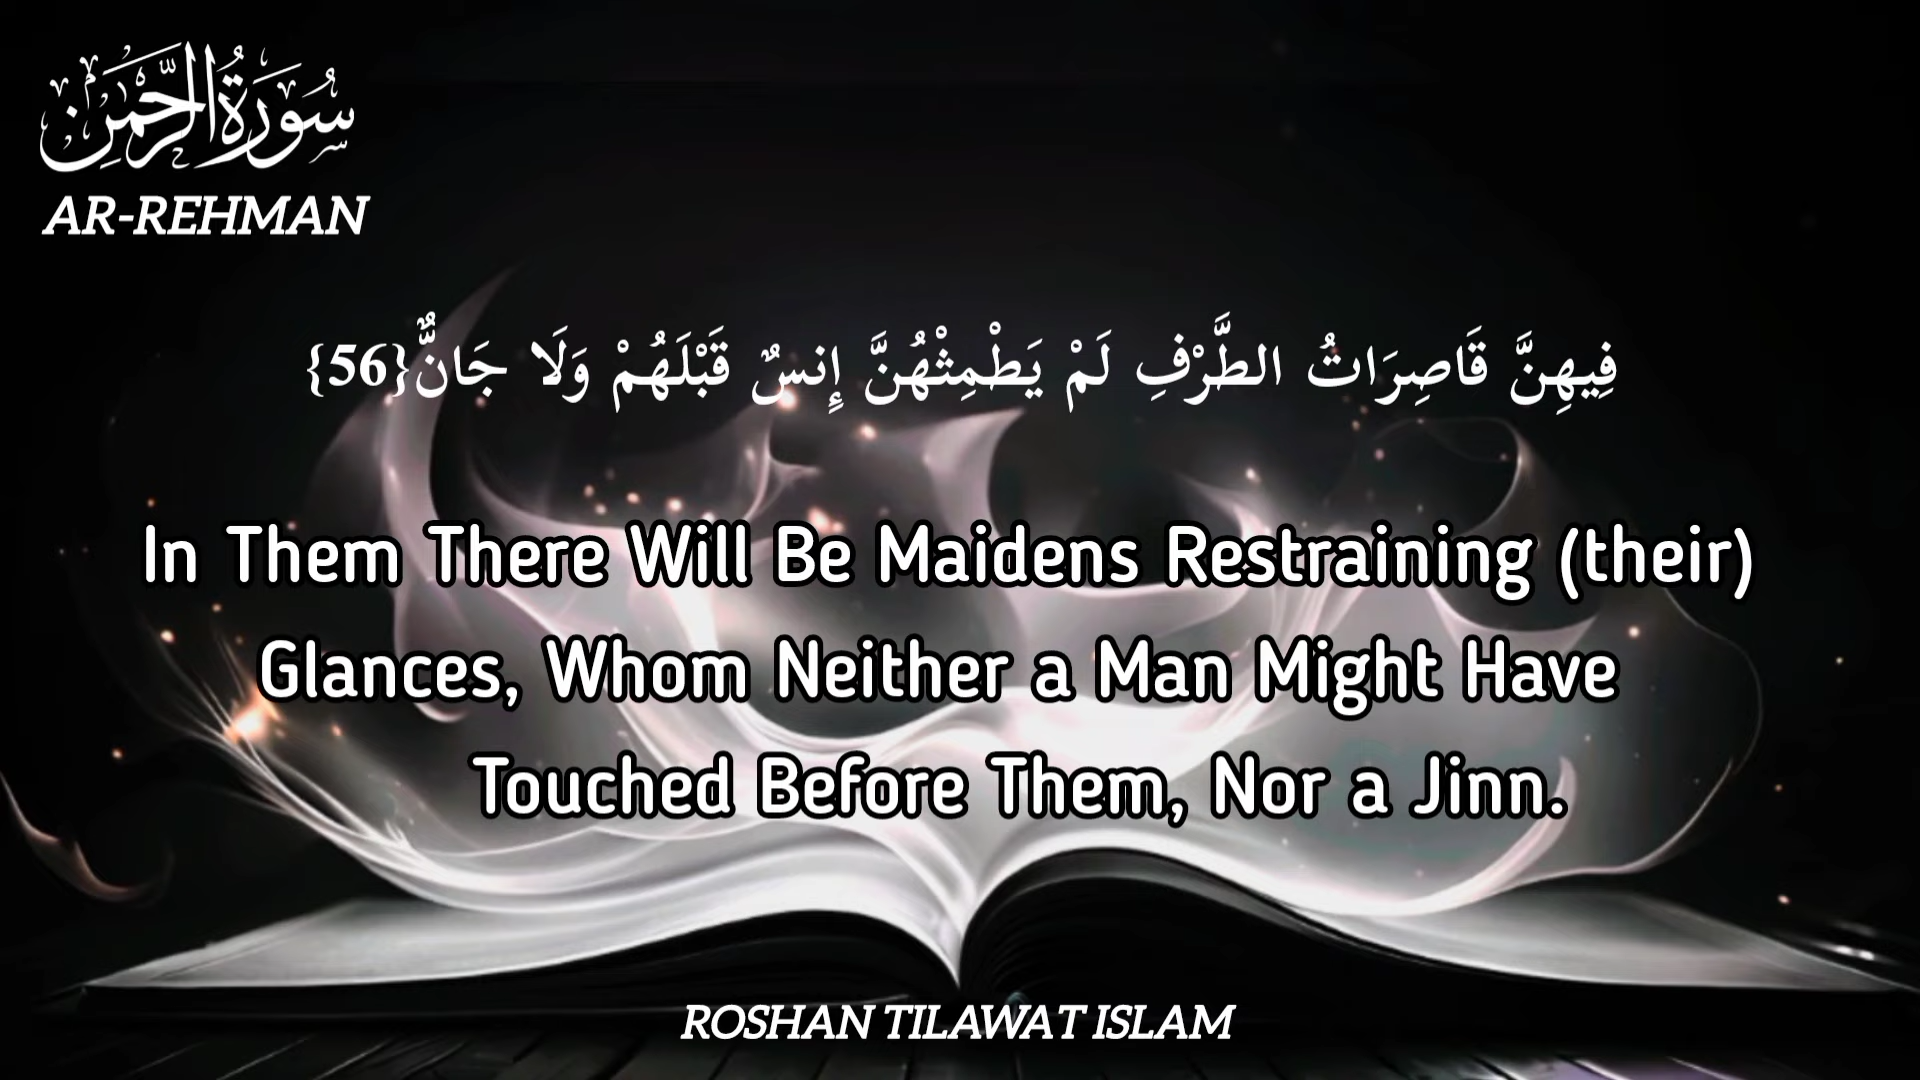 سُورَةُ الرَّحْمٰن
AR-REHMAN
فِيهِنَّ قَاصِرَاتُ الطَّرْفِ لَمْ يَطْمِثْهُنَّ إِنسٌ قَبْلَهُمْ وَلَا جَانٌّ{56}
In Them There Will Be Maidens Restraining (their)
Glances, Whom Neither a Man Might Have
Touched Before Them, Nor a Jinn.
ROSHAN TILAWAT ISLAM